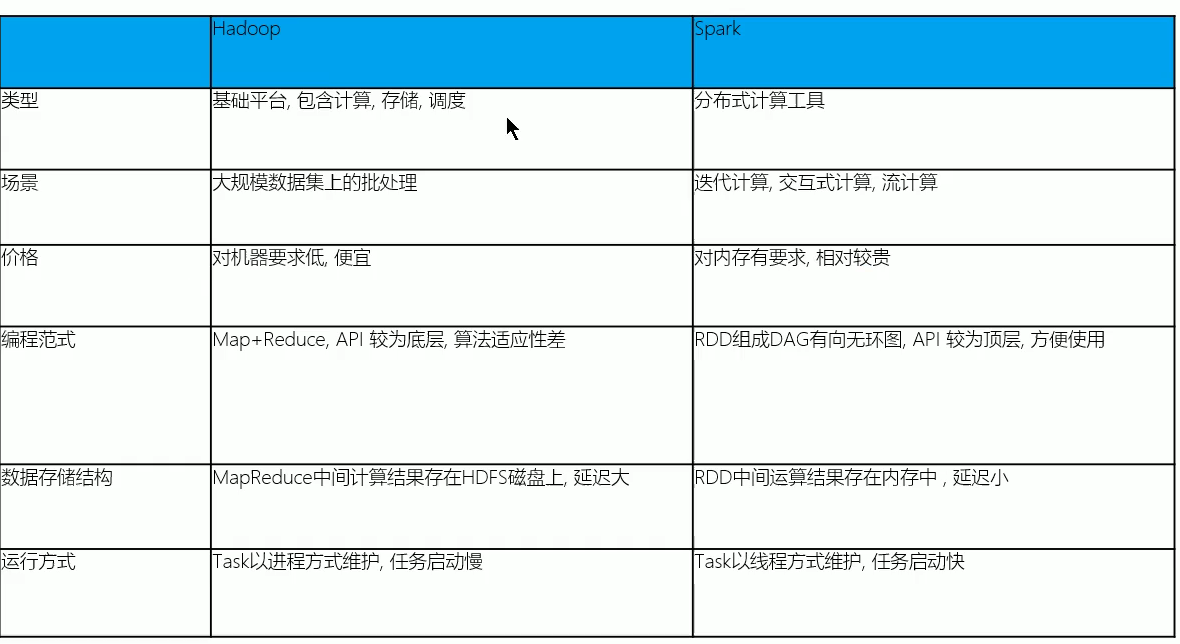 Hadoop
Spark
类型
基础平台, 包含计算, 存储, 调度
分布式计算工具
场景
大规模数据集上的批处理
迭代计算, 交互式计算, 流计算
价格
对机器要求低, 便宜
对内存有要求, 相对较贵
编程范式
Map+Reduce, API 较为底层, 算法适应性差
RDD组成DAG有向无环图, API 较为顶层, 方便使用
数据存储结构
MapReduce中间计算结果存在HDFS磁盘上, 延迟大
RDD中间运算结果存在内存中 , 延迟小
运行方式
Task以进程方式维护, 任务启动慢
Task以线程方式维护, 任务启动快